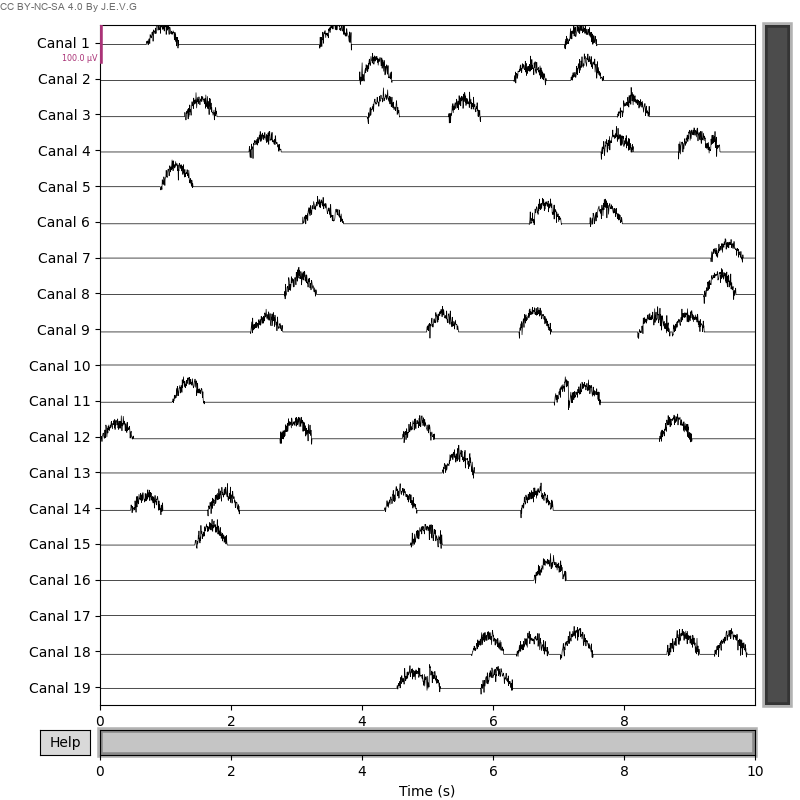 CC BY-NC-SA 4.0 By J.E.V.G
Canal 1
100.0 µV
Canal 2
Canal 3
Canal 4
Canal 5
Canal 6
Canal 7
Canal 8
Canal 9
Canal 10
Canal 11
Canal 12
Canal 13
Canal 14
Canal 15
Canal 16
Canal 17
Canal 18
Canal 19
0 2 4 6 8
Help
0 2 4 6 8 10
Time (s)